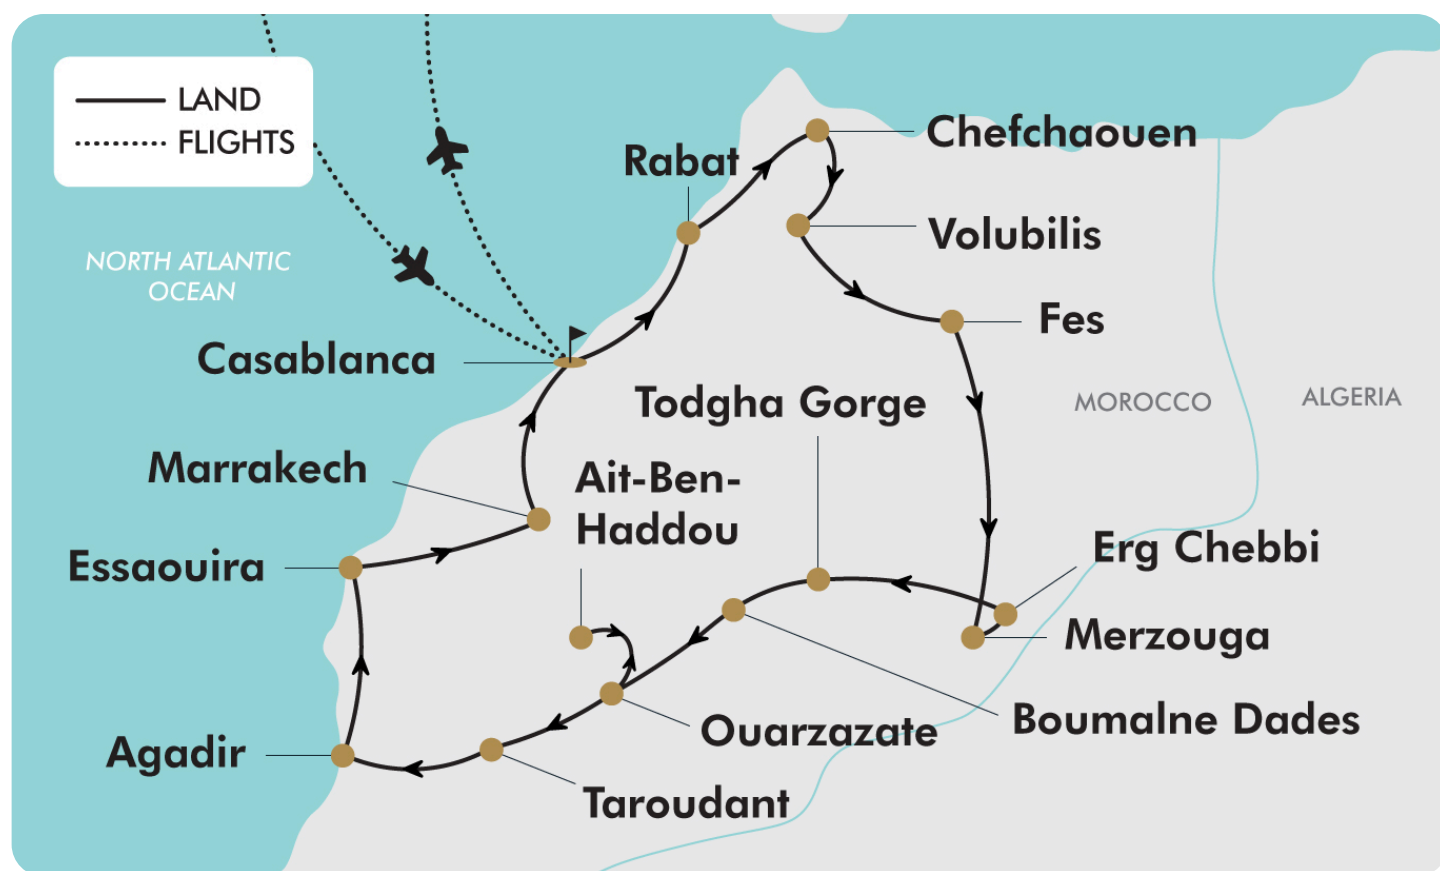 LAND
FLIGHTS
Chefchaouen
Rabat
Volubilis
NORTH ATLANTIC
OCEAN
Fes
Casablanca
Todgha Gorge
MOROCCO
ALGERIA
Marrakech
Ait-Ben-
Haddou
Erg Chebbi
Essaouira
Merzouga
Boumalne Dades
Ouarzazate
Agadir
Taroudant